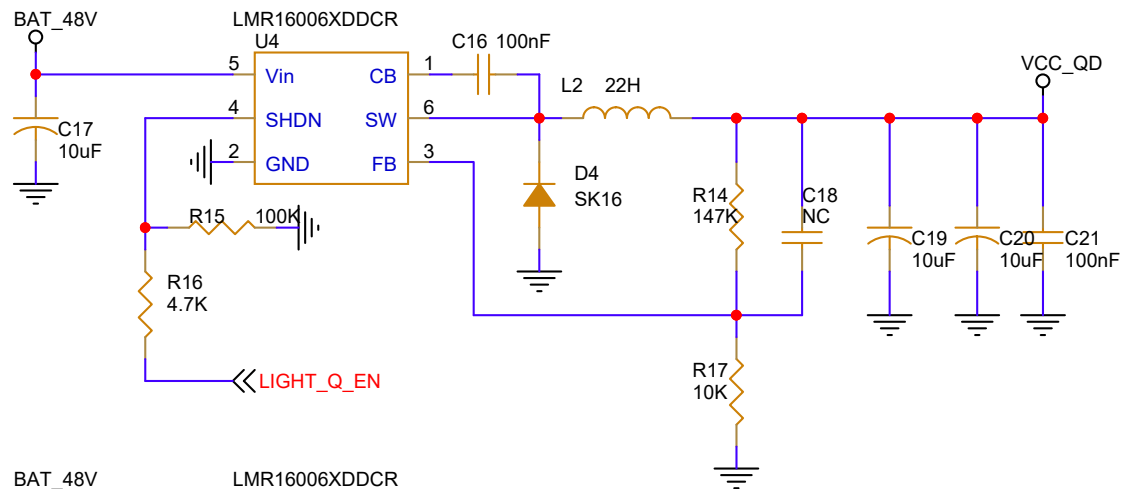 BAT_48V
LMR16006XDDCR
U4
C16 100nF
VCC_QD
5 Vin CB 1
L2 22H
4 SHDN SW 6
C17
10uF
2 GND FB 3
D4
SK16
R14
147K
C18
NC
R15 100K
C19
10uF
C20
10uF
C21
100nF
R16
4.7K
R17
10K
LIGHT_Q_EN
BAT_48V
LMR16006XDDCR